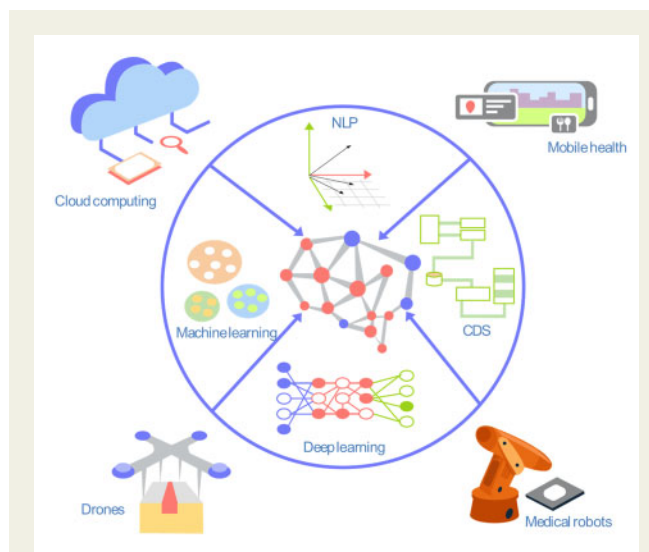 NLP
Mobile health
Cloud computing
Machine learning
CDS
Deep learning
Drones
Medical robots